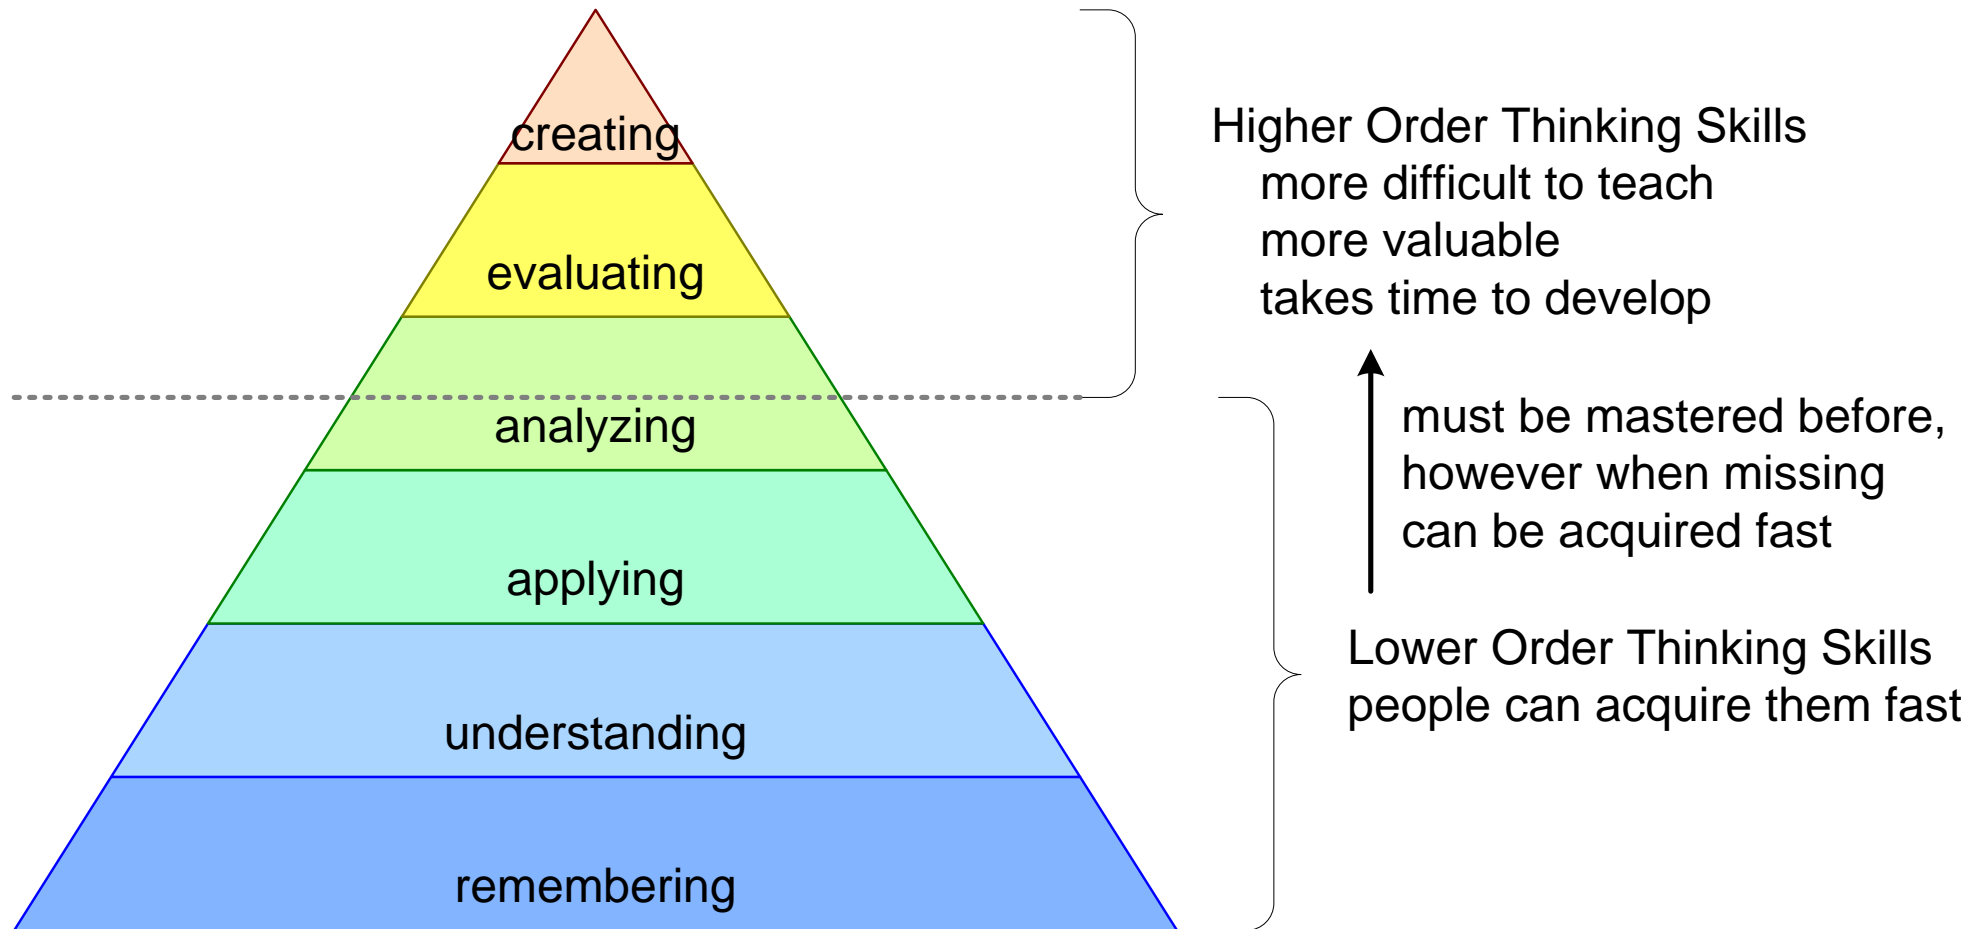 creating
evaluating
analyzing
applying
understanding
remembering
Higher Order Thinking Skills
more difficult to teach
more valuable
takes time to develop
must be mastered before,
however when missing
can be acquired fast
Lower Order Thinking Skills
people can acquire them fast